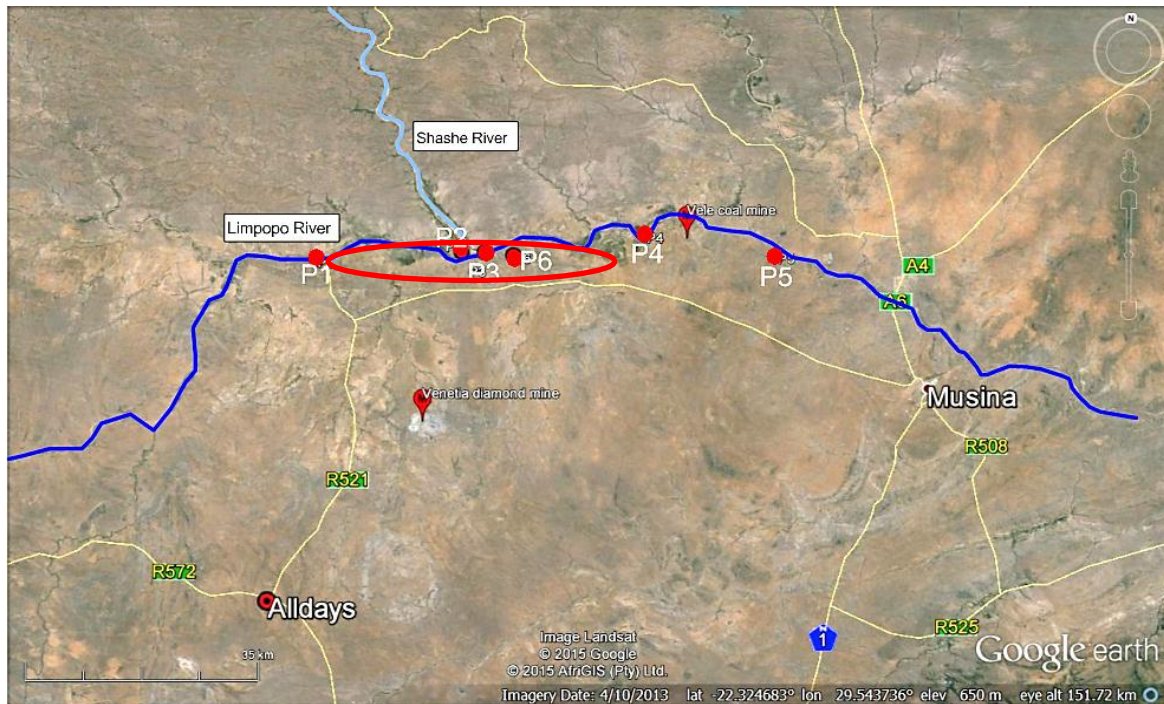 N
Shashe River
Limpopo River
Vele coal mine
P2
P4
P4
P1
P3
P6
P5
A4
A6
Venetia diamond mine
Musina
R508
R521
R572
Alldays
R525
1
Image Landsat
© 2015 Google
© 2015 AfriGIS (Pty) Ltd.
Google earth
35 km
Imagery Date: 4/10/2013 lat -22.324683° lon 29.543736° elev 650 m eye alt 151.72 km